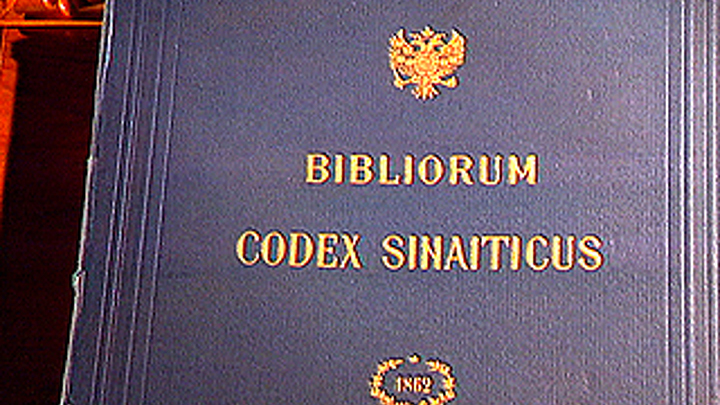 BIBLIORUM
CODEX SINAITICUS
1862